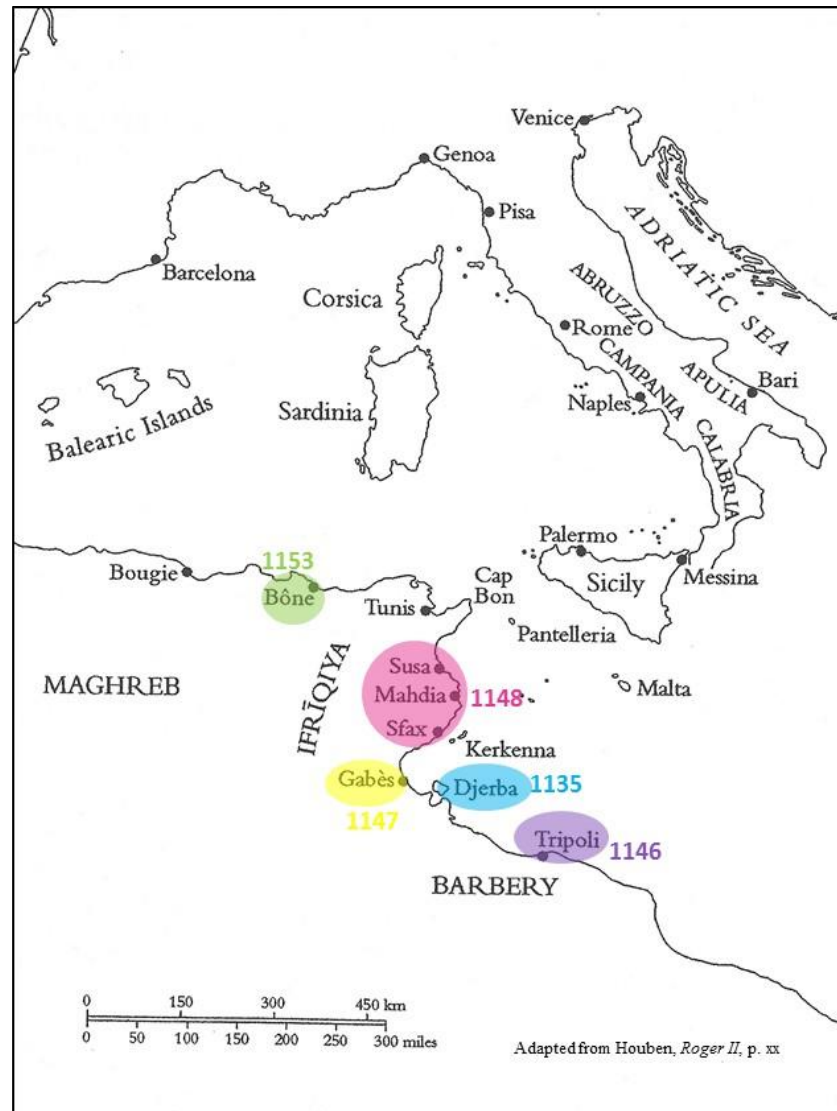 Venice
Genoa
Pisa
ADRIATIC SEA
Barcelona
Corsica
ABRUZZO
Rome
CAMPANIA
APULIA
Bari
Naples
Sardinia
Balearic Islands
CALABRIA
Palermo
1153
Bougie
Bône
Tunis
Cap
Bon
Sicily
Messina
Pantelleria
Susa
MAGHREB
IFRĪQIYA
Mahdia
1148
Malta
Sfax
Kerkenna
Gabès
Djerba
1135
1147
Tripoli
1146
BARBERY
0 150 300 450 km
0 50 100 150 200 250 300 miles
Adapted from Houben, Roger II, p. xx